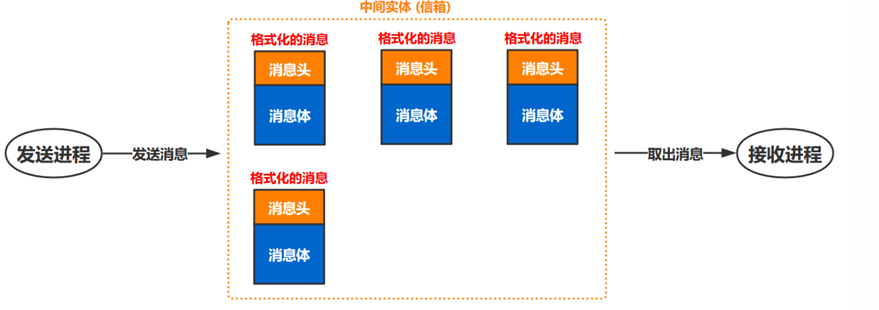 中间实体 (信箱)
格式化的消息
格式化的消息
格式化的消息
消息头
消息头
消息头
消息体
消息体
消息体
发送进程
发送消息
取出消息
接收进程
格式化的消息
消息头
消息体